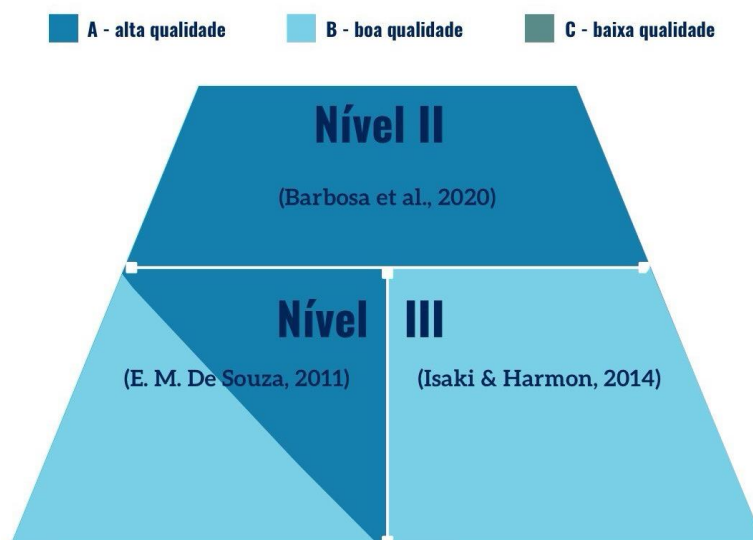 A - alta qualidade
B - boa qualidade
C - baixa qualidade
Nível II
(Barbosa et al., 2020)
Nível III
(E. M. De Souza, 2011)
(Isaki & Harmon, 2014)